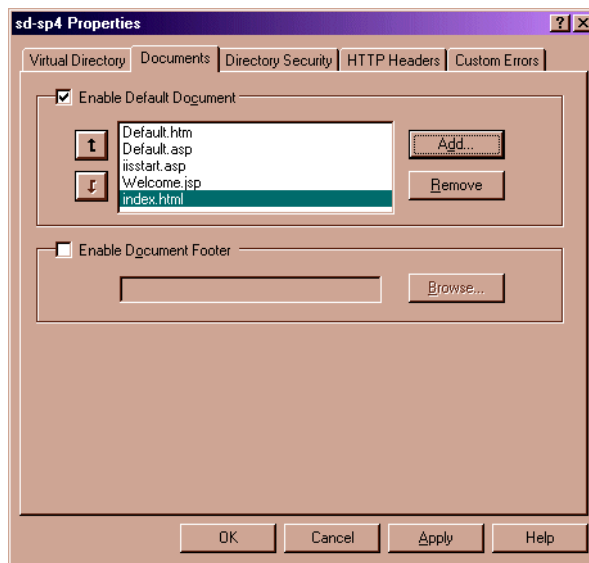 sd-sp4 Properties
Virtual Directory Documents Directory Security HTTP Headers Custom Errors
Enable Default Document
Default.htm
Default.asp
iisstart.asp
Welcome.jsp
index.html
Add...
Remove
Enable Document Footer
Browse...
OK Cancel Apply Help